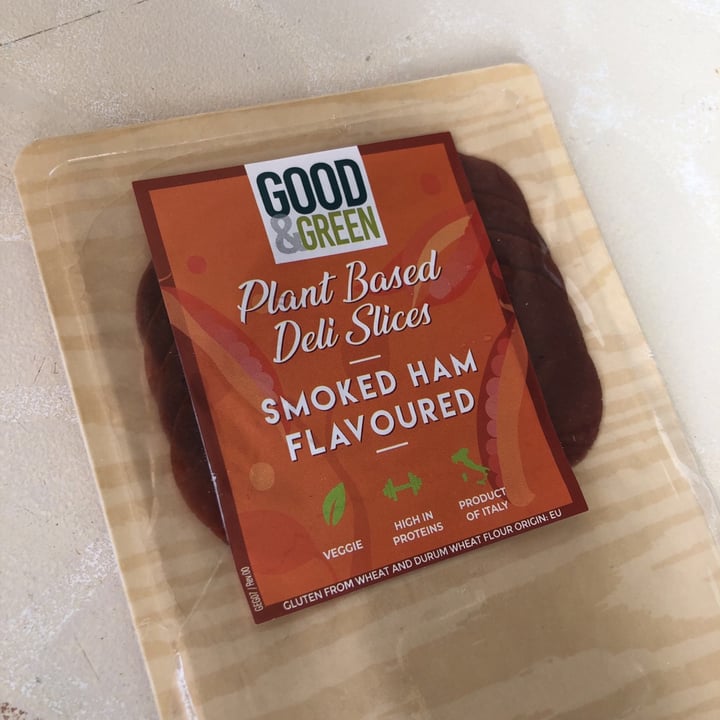 GOOD
&GREEN
Plant Based
Deli Slices
SMOKED HAM
FLAVOURED
VEGGIE
HIGH IN
PROTEINS
PRODUCT
OF ITALY
GLUTEN FROM WHEAT AND DURUM WHEAT FLOUR ORIGIN: EU